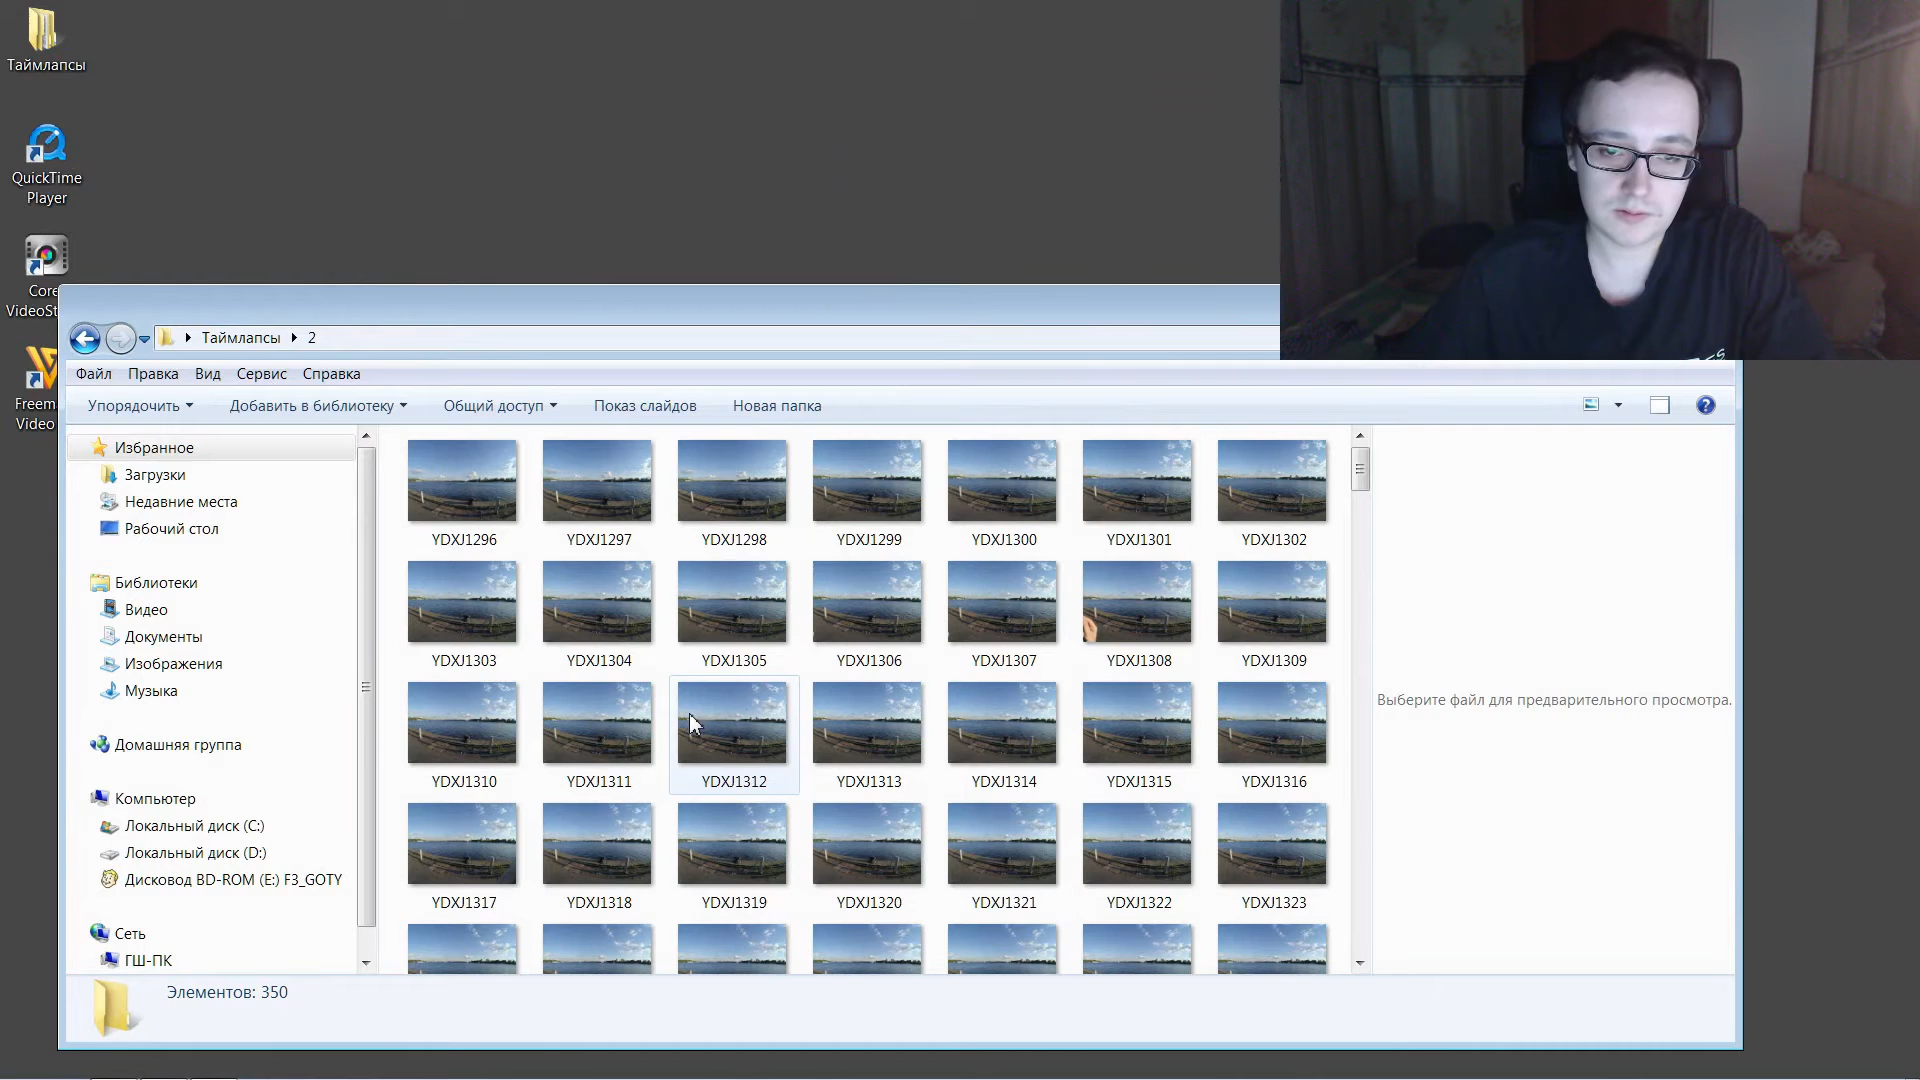 Таймлапсы
QuickTime
Player
Core
VideoSt
Freem
Video
Таймлапсы 2
Файл Правка Вид Сервис Справка
Упорядочить Добавить в библиотеку Общий доступ Показ слайдов Новая папка
Избранное
Загрузки
Недавние места
Рабочий стол
Библиотеки
Видео
Документы
Изображения
Музыка
Домашняя группа
Компьютер
Локальный диск (C:)
Локальный диск (D:)
Дисковод BD-ROM (E:) F3_GOTY
Сеть
ГШ-ПК
YDXJ1296 YDXJ1297 YDXJ1298 YDXJ1299 YDXJ1300 YDXJ1301 YDXJ1302
YDXJ1303 YDXJ1304 YDXJ1305 YDXJ1306 YDXJ1307 YDXJ1308 YDXJ1309
YDXJ1310 YDXJ1311 YDXJ1312 YDXJ1313 YDXJ1314 YDXJ1315 YDXJ1316
YDXJ1317 YDXJ1318 YDXJ1319 YDXJ1320 YDXJ1321 YDXJ1322 YDXJ1323
Выберите файл для предварительного просмотра.
Элементов: 350